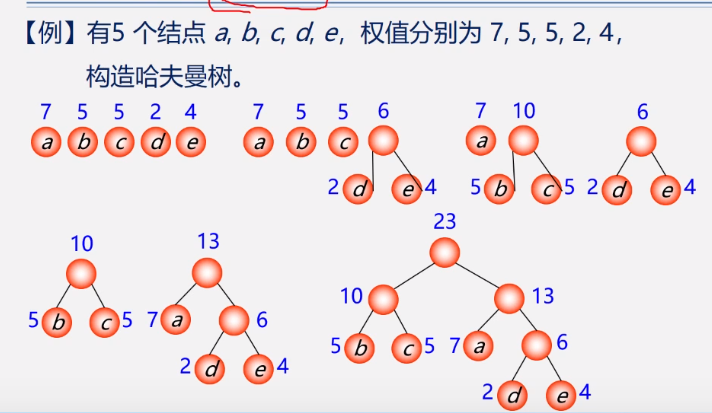 【例】有5 个结点 a, b, c, d, e, 权值分别为 7, 5, 5, 2, 4,
构造哈夫曼树。
7 5 5 2 4 7 5 5 6 7 10 6
a b c d e a b c a
2 d e 4 5 b c 5 2 d e 4
23
10 13
10 13
5 b c 5 7 a 6
5 b c 5 7 a 6
2 d e 4
2 d e 4